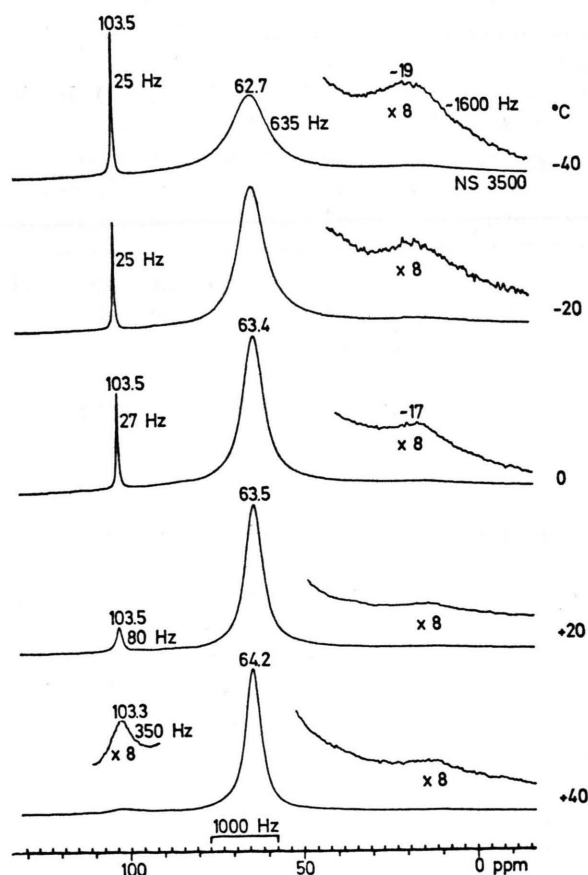 103.5
25 Hz
62.7
635 Hz
-19
x 8
-1600 Hz
°C
-40
NS 3500
25 Hz
x 8
-20
103.5
27 Hz
63.4
-17
x 8
0
103.5
80 Hz
63.5
x 8
+20
103.3
350 Hz
x 8
64.2
x 8
+40
1000 Hz
100 50 0 ppm